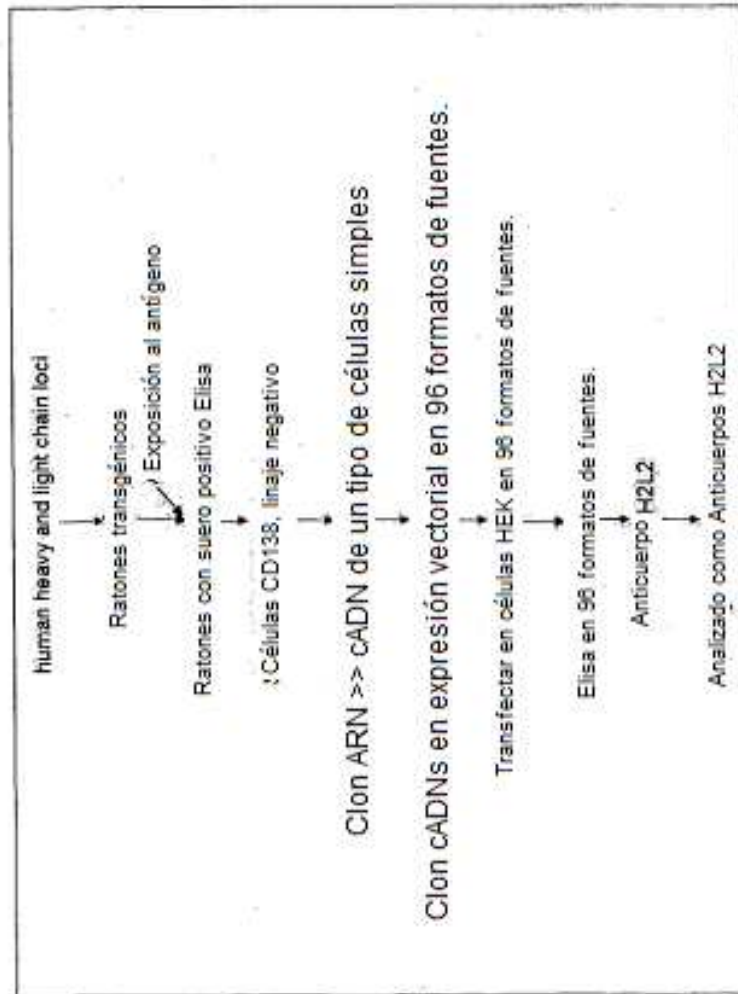 human heavy and light chain loci
Ratones transgénicos
Exposición al antígeno
Ratones con suero positivo Elisa
Células CD138, linaje negativo
Clon ARN >> cADN de un tipo de células simples
Clon cADNs en expresión vectorial en 96 formatos de fuentes.
Transfectar en células HEK en 96 formatos de fuentes.
Elisa en 96 formatos de fuentes.
Anticuerpo H2L2
Analizado como Anticuerpos H2L2